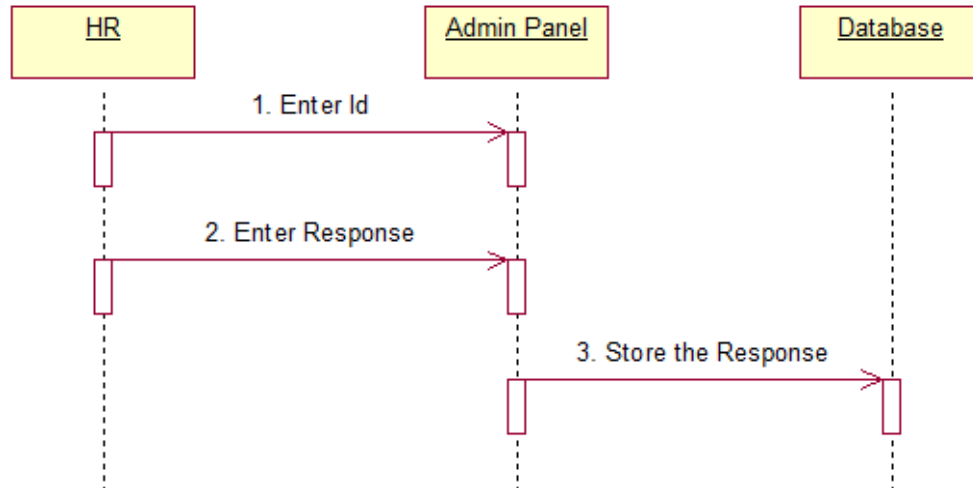 HR
Admin Panel
Database
1. Enter Id
2. Enter Response
3. Store the Response